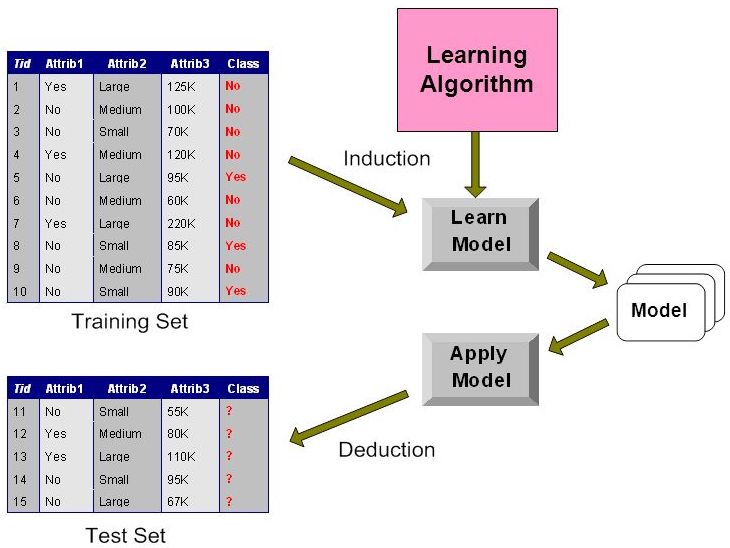 Tid Attrib1 Attrib2 Attrib3 Class
1 Yes Large 125K No
2 No Medium 100K No
3 No Small 70K No
4 Yes Medium 120K No
5 No Large 95K Yes
6 No Medium 60K No
7 Yes Large 220K No
8 No Small 85K Yes
9 No Medium 75K No
10 No Small 90K Yes
Training Set
Learning
Algorithm
Induction
Learn
Model
Model
Apply
Model
Deduction
Tid Attrib1 Attrib2 Attrib3 Class
11 No Small 55K ?
12 Yes Medium 80K ?
13 Yes Large 110K ?
14 No Small 95K ?
15 No Large 67K ?
Test Set